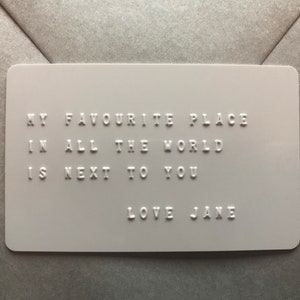 MY FAVOURITE PLACE
IN ALL THE WORLD
IS NEXT TO YOU
LOVE JANE